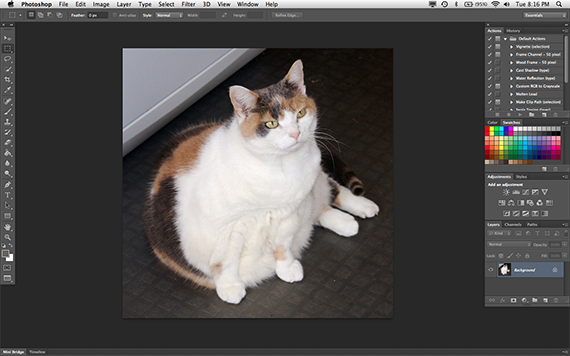 Photoshop File Edit Image Layer Type Select Filter 3D View Window Help (95%) Tue 8:16 PM
Feather: 0 px Anti-alias Style: Normal Width: Height: Refine Edge... Essentials
Actions
Default Actions
Vignette (selection)
Frame Channel - 50 pixel
Wood Frame - 50 pixel
Cast Shadow (type)
Water Reflection (type)
Custom RGB to Grayscale
Molten Lead
Make Clip Path (selection)
Color Swatches
Adjustments Styles
Add an adjustment
Layers Channels Paths
Kind
Normal Opacity:
Lock: Fill:
Background
Mini Bridge Timeline